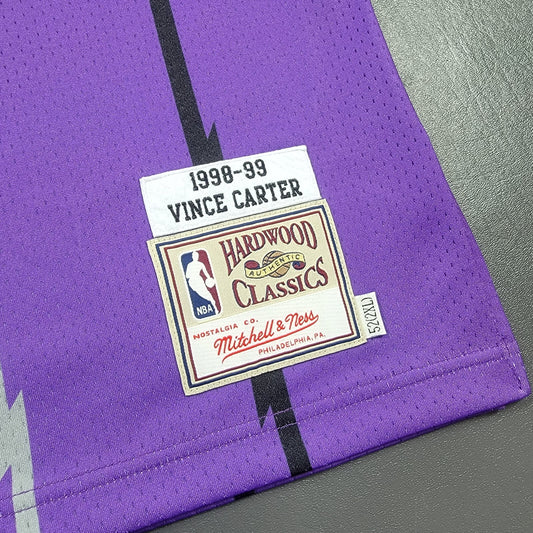 1998-99
VINCE CARTER
HARDWOOD
AUTHENTIC
CLASSICS
NBA
NOSTALGIA CO.
Mitchell & Ness
PHILADELPHIA, PA.
52(2XL)